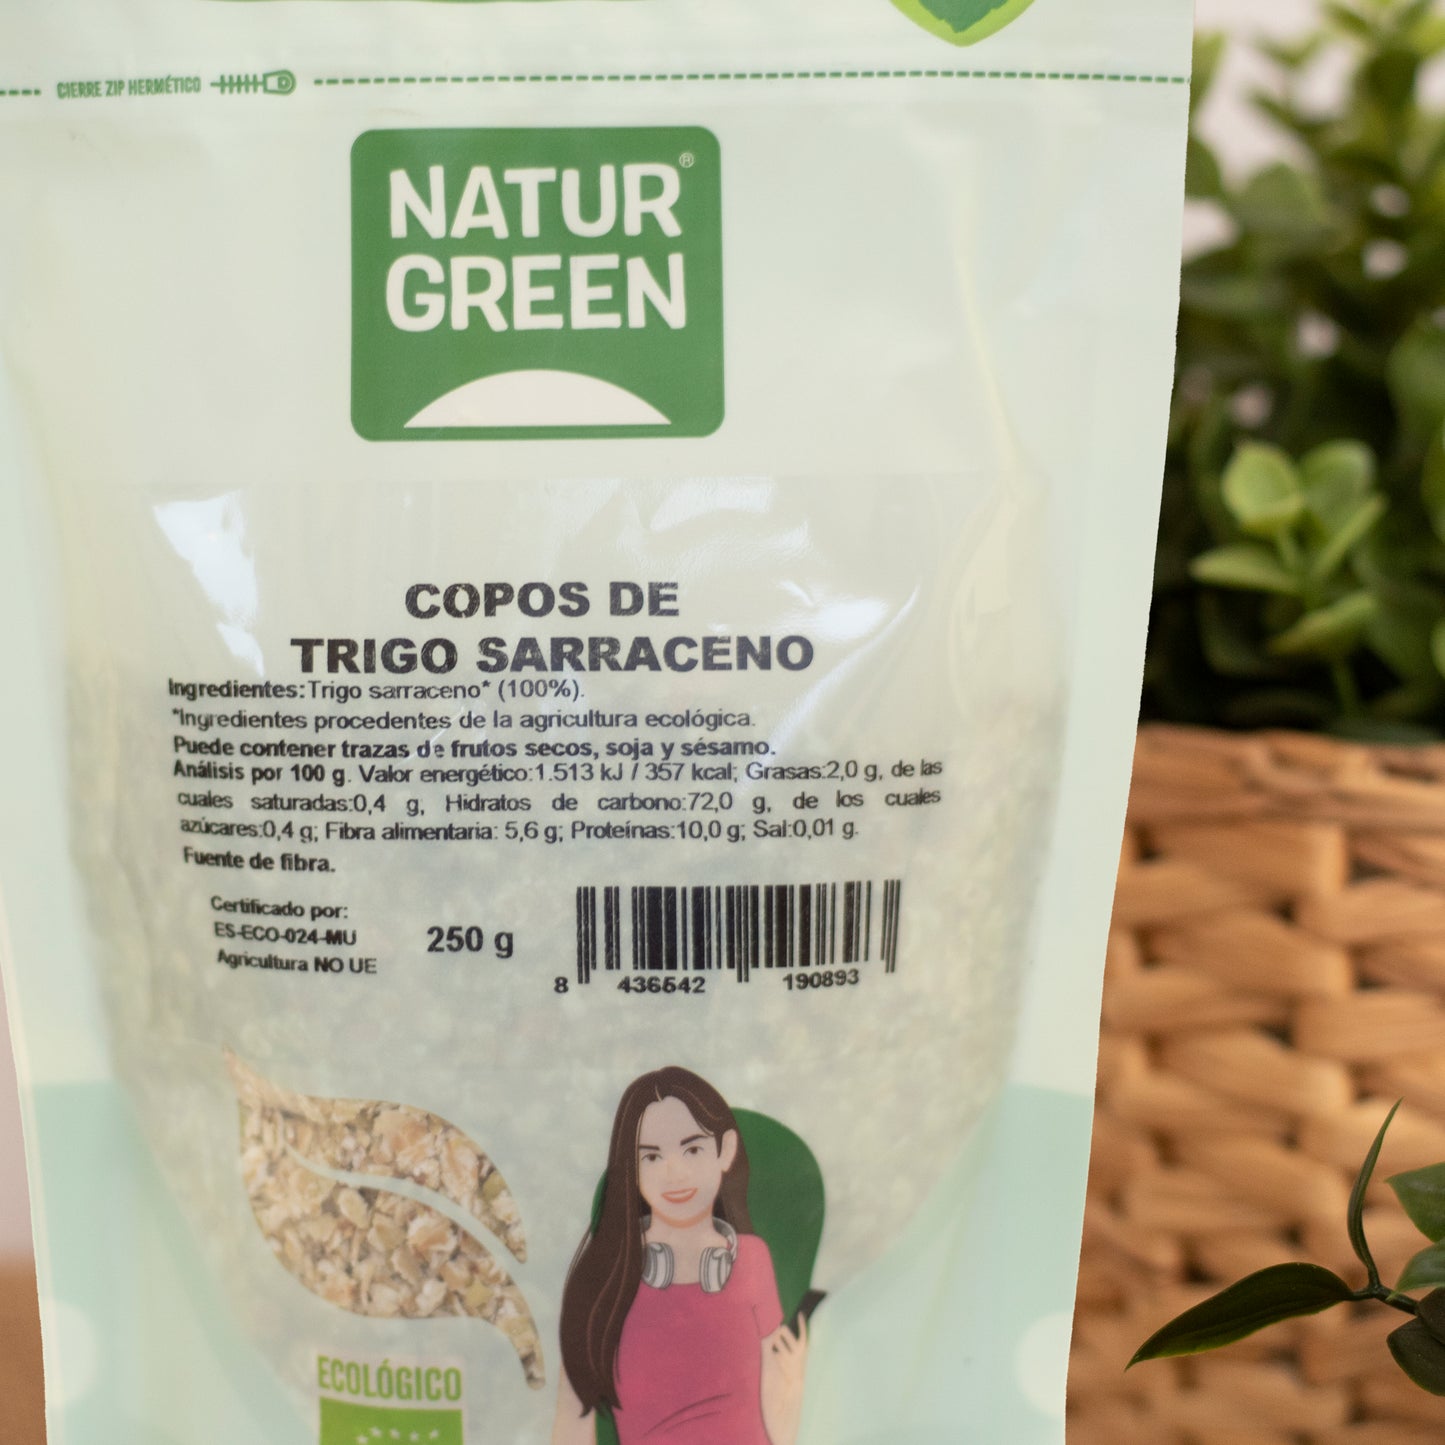 CIERRE ZIP HERMÉTICO
NATUR®
GREEN
COPOS DE
TRIGO SARRACENO
Ingredientes:Trigo sarraceno* (100%).
*Ingredientes procedentes de la agricultura ecológica.
Puede contener trazas de frutos secos, soja y sésamo.
Análisis por 100 g. Valor energético:1.513 kJ / 357 kcal; Grasas:2,0 g, de las
cuales saturadas:0,4 g, Hidratos de carbono:72,0 g, de los cuales
azúcares:0,4 g; Fibra alimentaria: 5,6 g; Proteínas:10,0 g; Sal:0,01 g.
Fuente de fibra.
Certificado por:
ES-ECO-024-MU
Agricultura NO UE
250 g
8 436542 190893
ECOLÓGICO